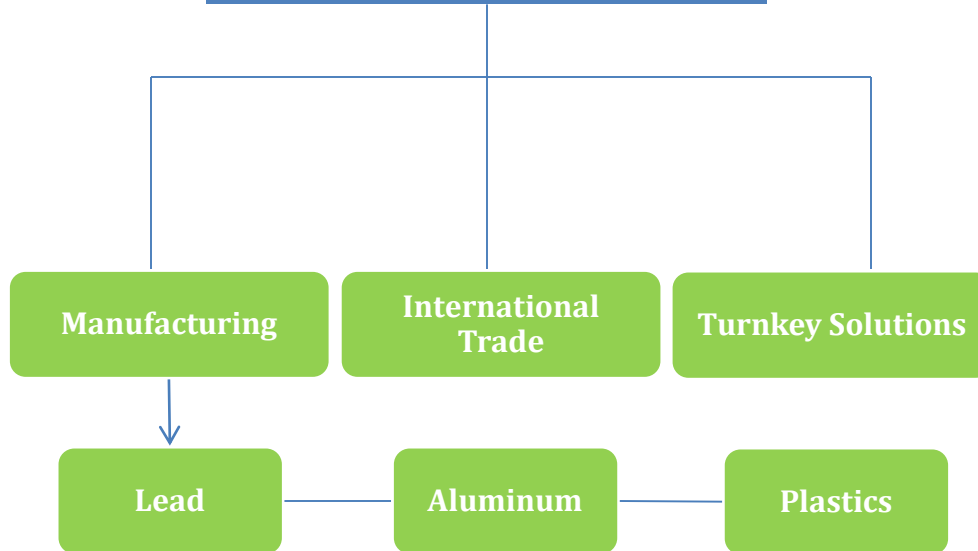 Manufacturing
International
Trade
Turnkey Solutions
Lead
Aluminum
Plastics